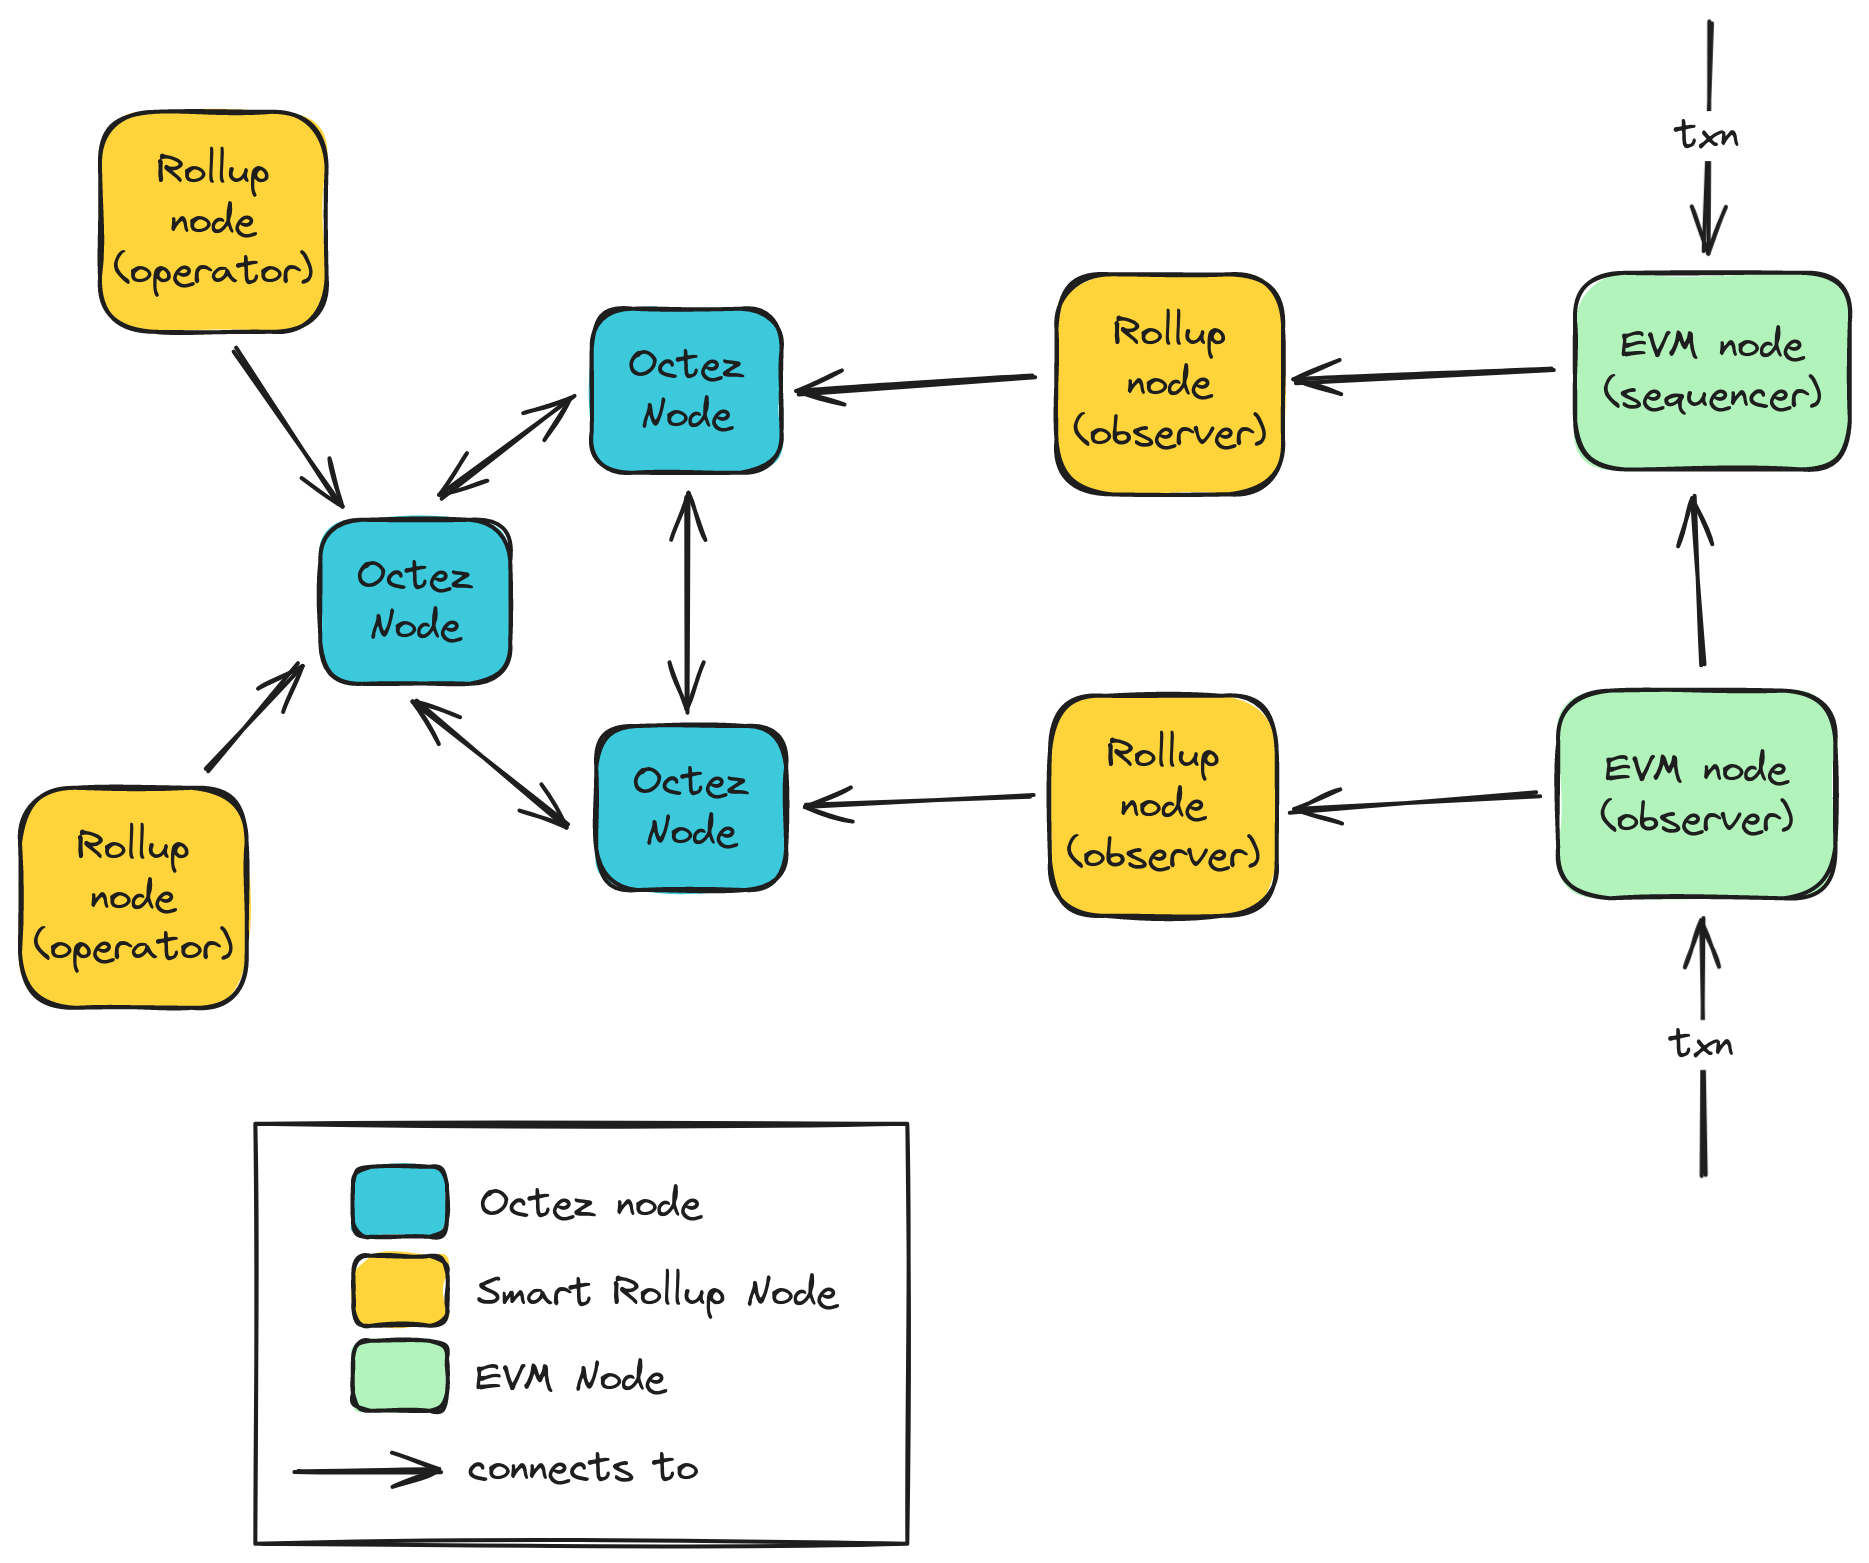 txn
Rollup
node
(operator)
Octez
Node
Rollup
node
(observer)
EVM node
(sequencer)
Octez
Node
Rollup
node
(operator)
Octez
Node
Rollup
node
(observer)
EVM node
(observer)
txn
Octez node
Smart Rollup Node
EVM Node
connects to